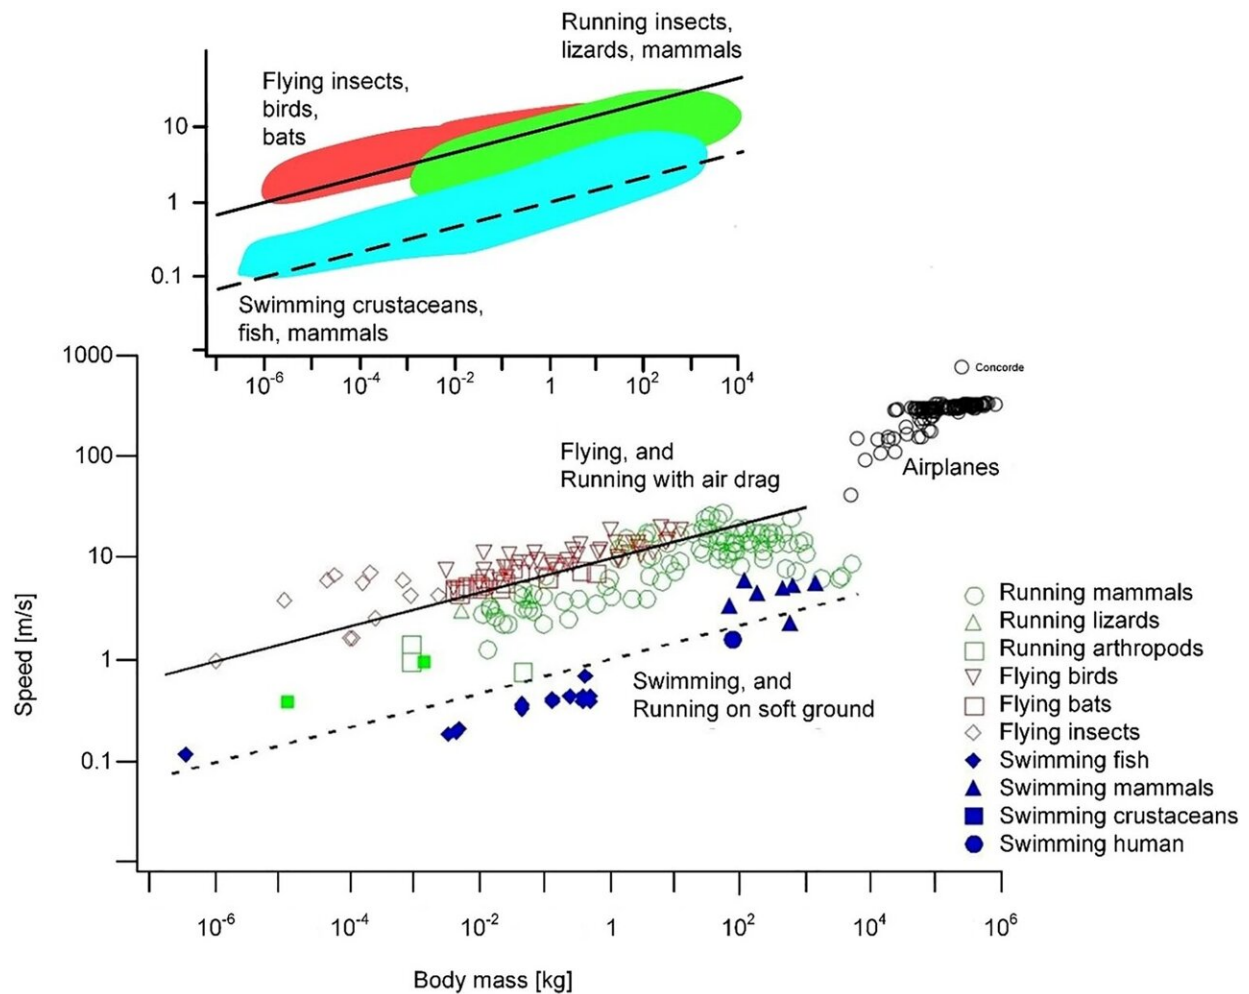 Running insects,
lizards, mammals
Flying insects,
birds,
bats
10
1
0.1
Swimming crustaceans,
fish, mammals
10-6 10-4 10-2 1 102 104
1000
100
10
1
0.1
Concorde
Airplanes
Flying, and
Running with air drag
Swimming, and
Running on soft ground
Speed [m/s]
Running mammals
Running lizards
Running arthropods
Flying birds
Flying bats
Flying insects
Swimming fish
Swimming mammals
Swimming crustaceans
Swimming human
10-6 10-4 10-2 1 102 104 106
Body mass [kg]